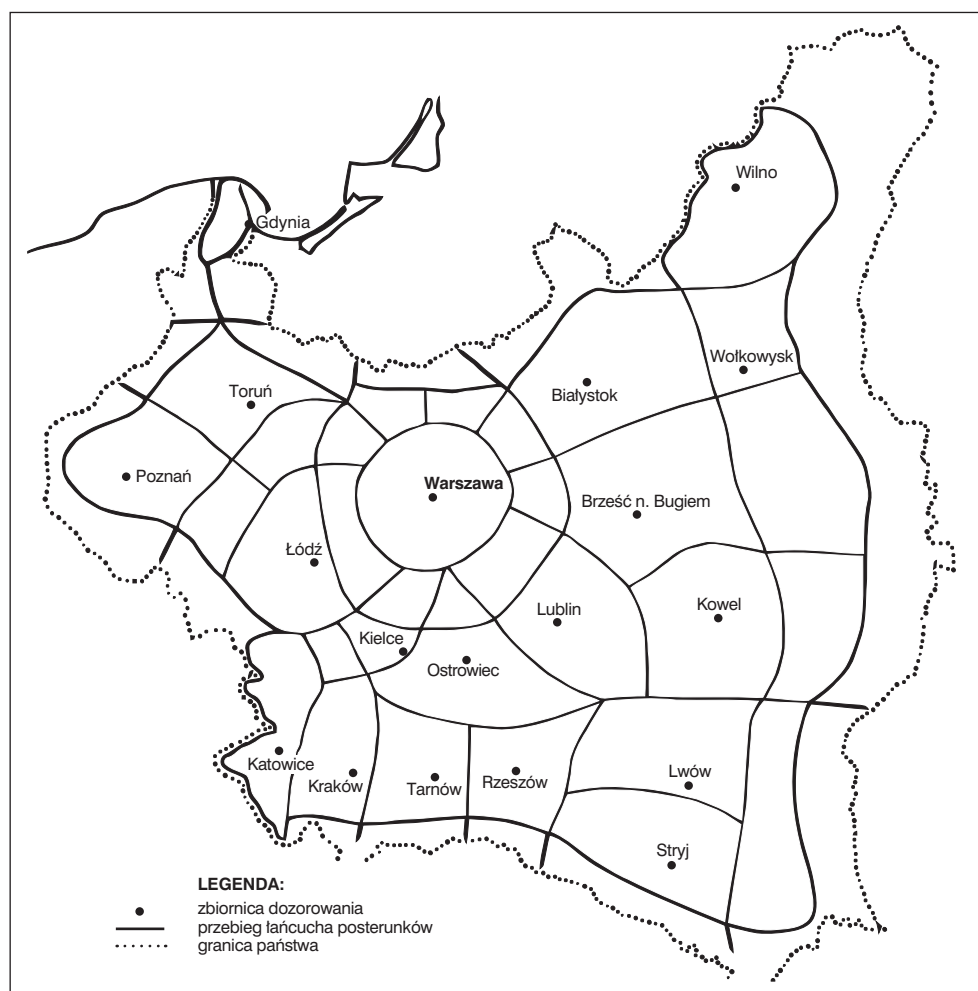 Wilno
Gdynia
Wołkowysk
Toruń
Białystok
Poznań
Warszawa
Brześć n. Bugiem
Łódź
Lublin
Kowel
Kielce
Ostrowiec
Katowice
Kraków
Tarnów
Rzeszów
Lwów
Stryj
LEGENDA:
zbiornica dozorowania
przebieg łańcucha posterunków
granica państwa